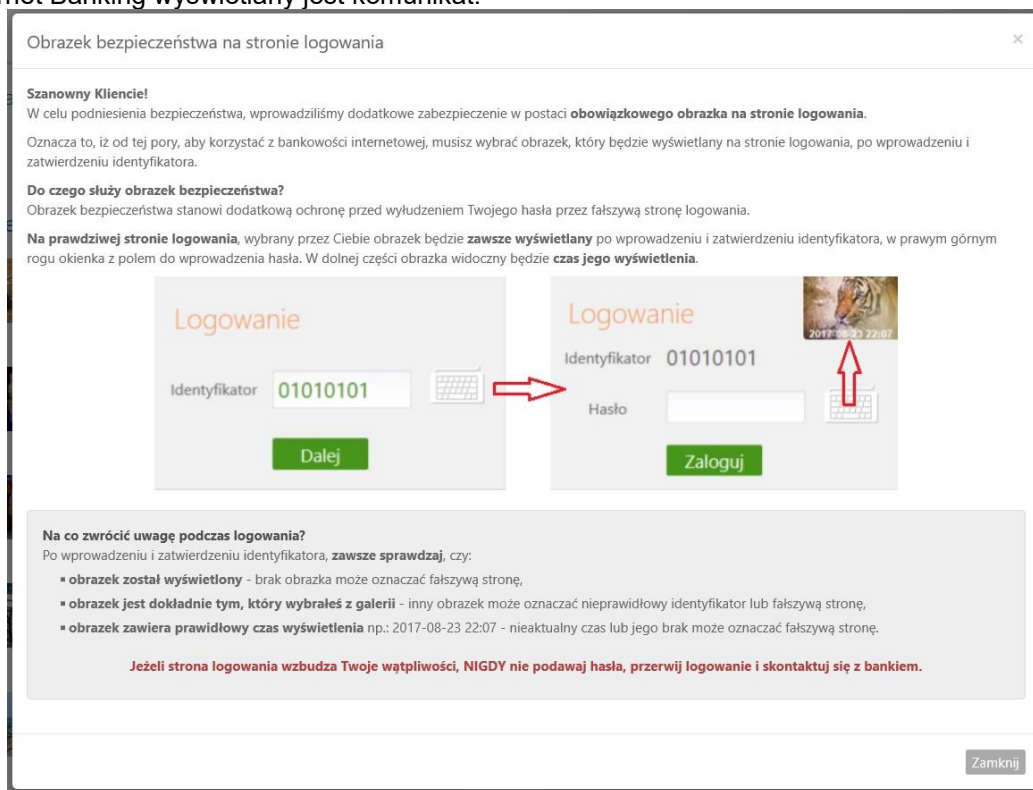 net Banking wyświetlany jest komunikat:
Obrazek bezpieczeństwa na stronie logowania
×
Szanowny Kliencie!
W celu podniesienia bezpieczeństwa, wprowadziliśmy dodatkowe zabezpieczenie w postaci obowiązkowego obrazka na stronie logowania.
Oznacza to, iż od tej pory, aby korzystać z bankowości internetowej, musisz wybrać obrazek, który będzie wyświetlany na stronie logowania, po wprowadzeniu i
zatwierdzeniu identyfikatora.
Do czego służy obrazek bezpieczeństwa?
Obrazek bezpieczeństwa stanowi dodatkową ochronę przed wyłudzeniem Twojego hasła przez fałszywą stronę logowania.
Na prawdziwej stronie logowania, wybrany przez Ciebie obrazek będzie zawsze wyświetlany po wprowadzeniu i zatwierdzeniu identyfikatora, w prawym górnym
rogu okienka z polem do wprowadzenia hasła. W dolnej części obrazka widoczny będzie czas jego wyświetlenia.
Logowanie
Identyfikator 01010101
Dalej
Logowanie
2017-08-23 22:07
Identyfikator 01010101
Hasło
Zaloguj
Na co zwrócić uwagę podczas logowania?
Po wprowadzeniu i zatwierdzeniu identyfikatora, zawsze sprawdzaj, czy:
▪ obrazek został wyświetlony - brak obrazka może oznaczać fałszywą stronę,
▪ obrazek jest dokładnie tym, który wybrałeś z galerii - inny obrazek może oznaczać nieprawidłowy identyfikator lub fałszywą stronę,
▪ obrazek zawiera prawidłowy czas wyświetlenia np.: 2017-08-23 22:07 - nieaktualny czas lub jego brak może oznaczać fałszywą stronę.
Jeżeli strona logowania wzbudza Twoje wątpliwości, NIGDY nie podawaj hasła, przerwij logowanie i skontaktuj się z bankiem.
Zamknij